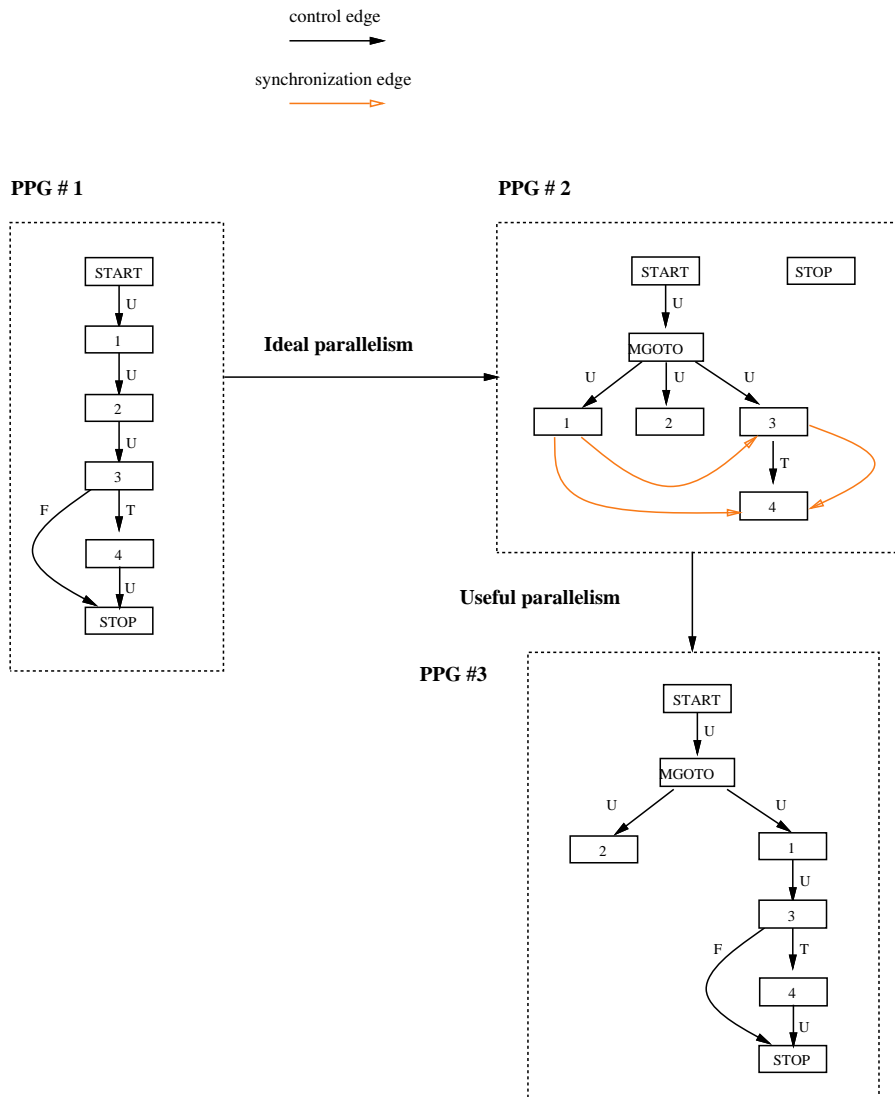 control edge
synchronization edge
PPG # 1
START
U
1
U
2
U
3
F
T
4
U
STOP
Ideal parallelism
PPG # 2
START
STOP
U
MGOTO
U
U
U
1
2
3
T
4
Useful parallelism
PPG #3
START
U
MGOTO
U
U
2
1
U
3
F
T
4
U
STOP